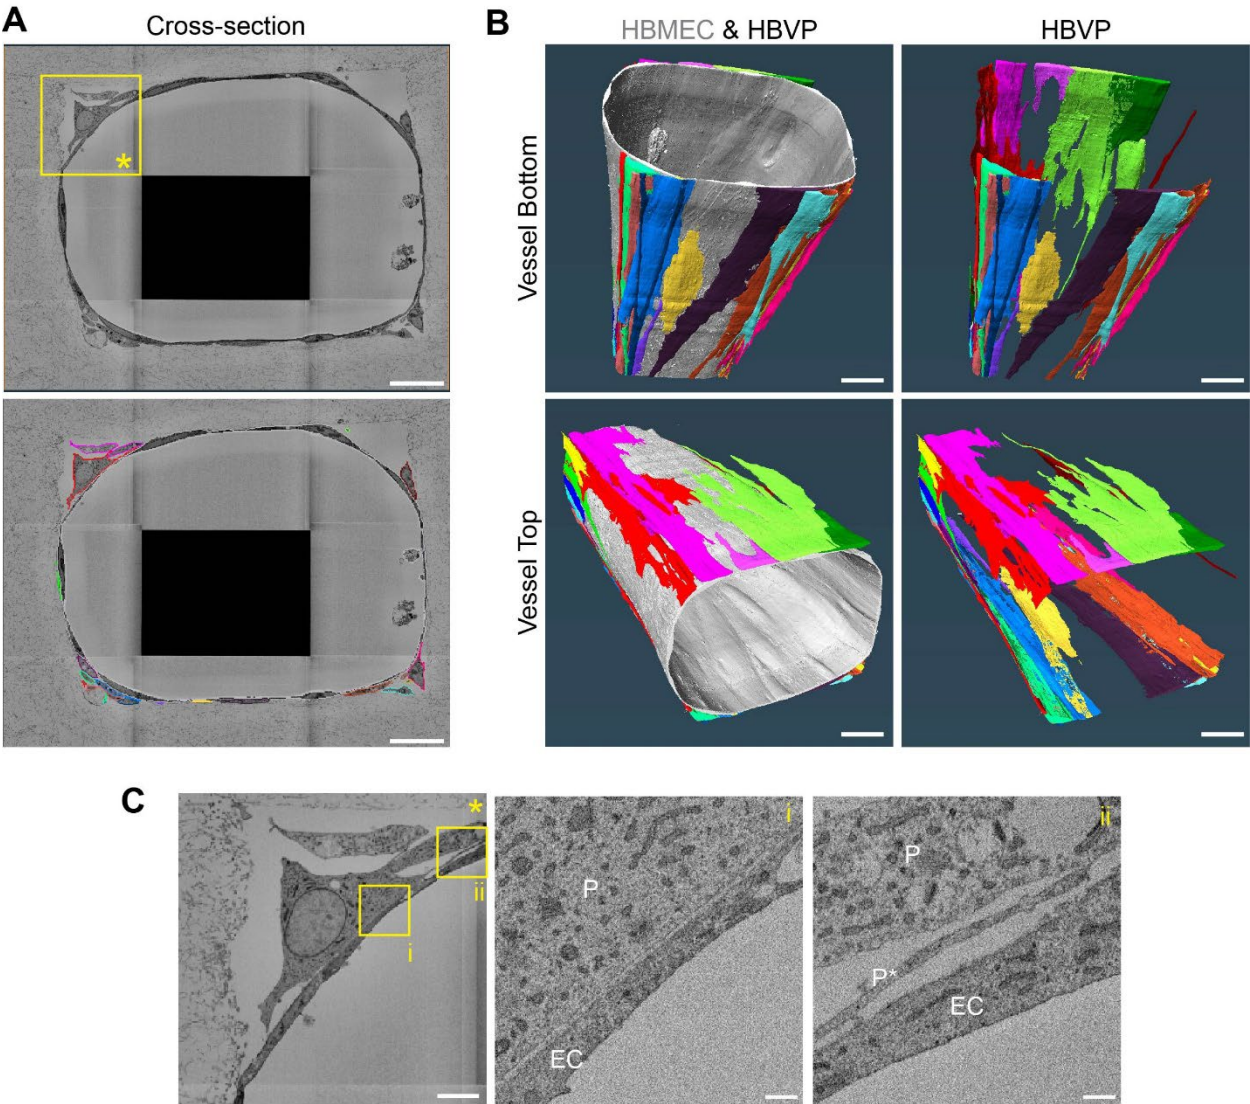 A
Cross-section
*
B
HBMEC & HBVP
HBVP
Vessel Bottom
Vessel Top
C
*
ii
i
P
EC
i
P
P*
EC
ii